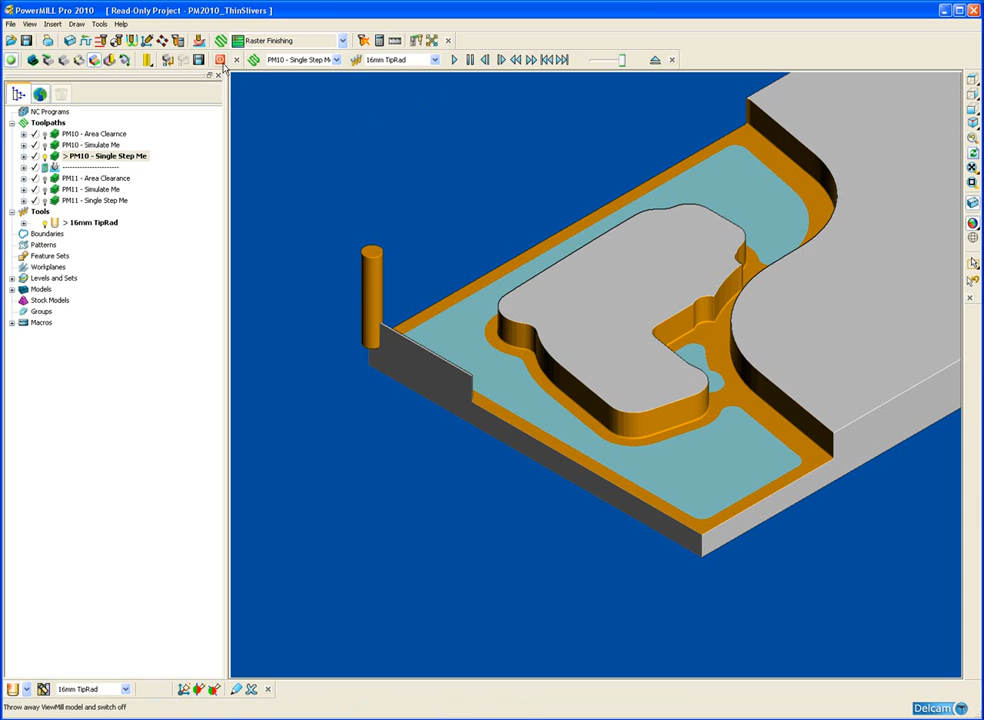 PowerMILL Pro 2010    [ Read-Only Project - PM2010_ThinSlivers ]
File View Insert Draw Tools Help
Raster Finishing
PM10 - Single Step M
16mm TipRad
NC Programs
Toolpaths
PM10 - Area Clearnce
PM10 - Simulate Me
> PM10 - Single Step Me
----------------------
PM11 - Area Clearance
PM11 - Simulate Me
PM11 - Single Step Me
Tools
> 16mm TipRad
Boundaries
Patterns
Feature Sets
Workplanes
Levels and Sets
Models
Stock Models
Groups
Macros
16mm TipRad
Throw away ViewMill model and switch off
Delcam